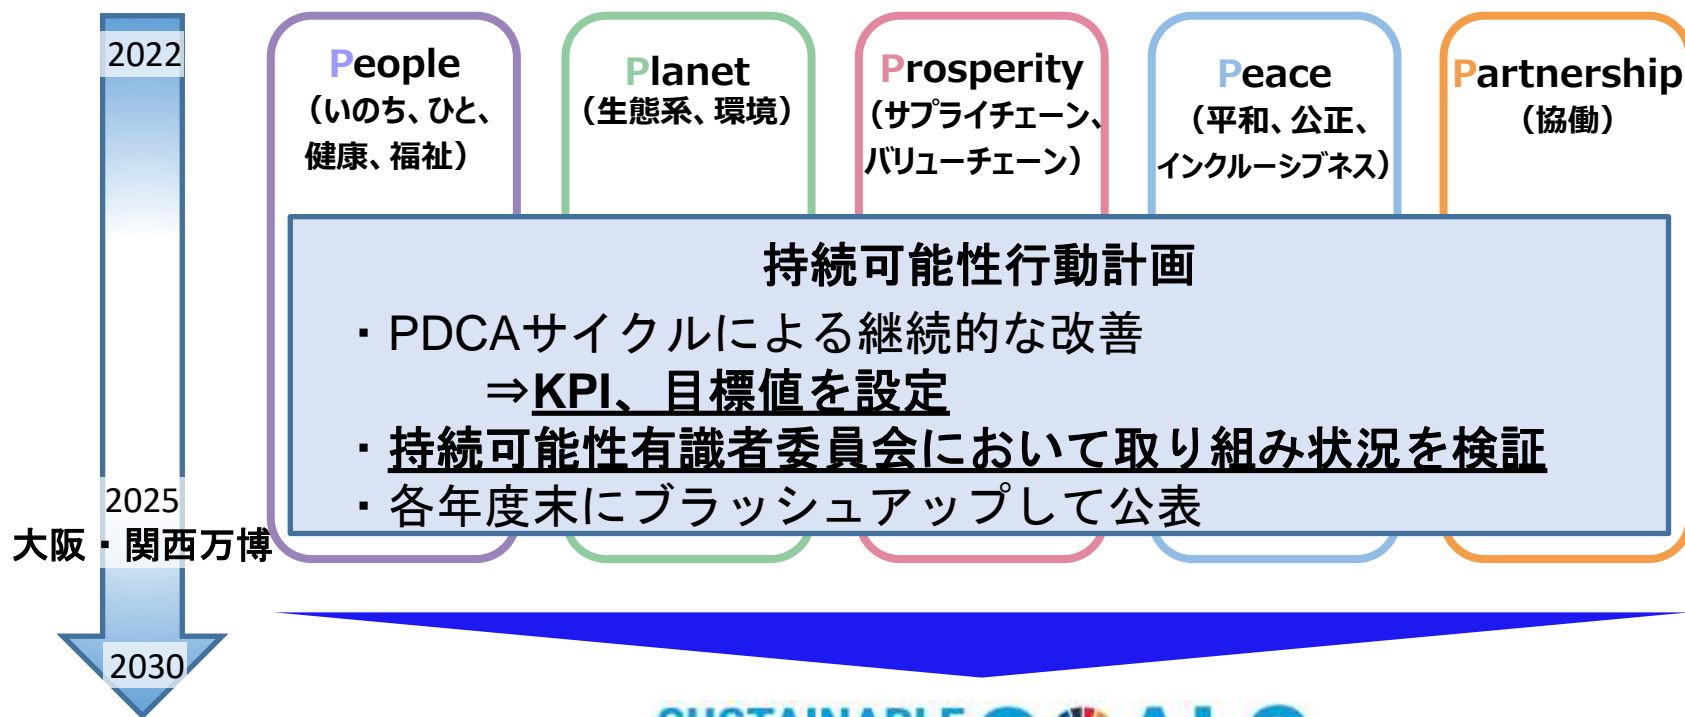 2022
People
（いのち、ひと、
健康、福祉）
Planet
（生態系、環境）
Prosperity
（サプライチェーン、
バリューチェーン）
Peace
（平和、公正、
インクルーシブネス）
Partnership
（協働）
持続可能性行動計画
・PDCAサイクルによる継続的な改善
⇒KPI、目標値を設定
・持続可能性有識者委員会において取り組み状況を検証
・各年度末にブラッシュアップして公表
2025
大阪・関西万博
2030
SUSTAINABLE GOALS